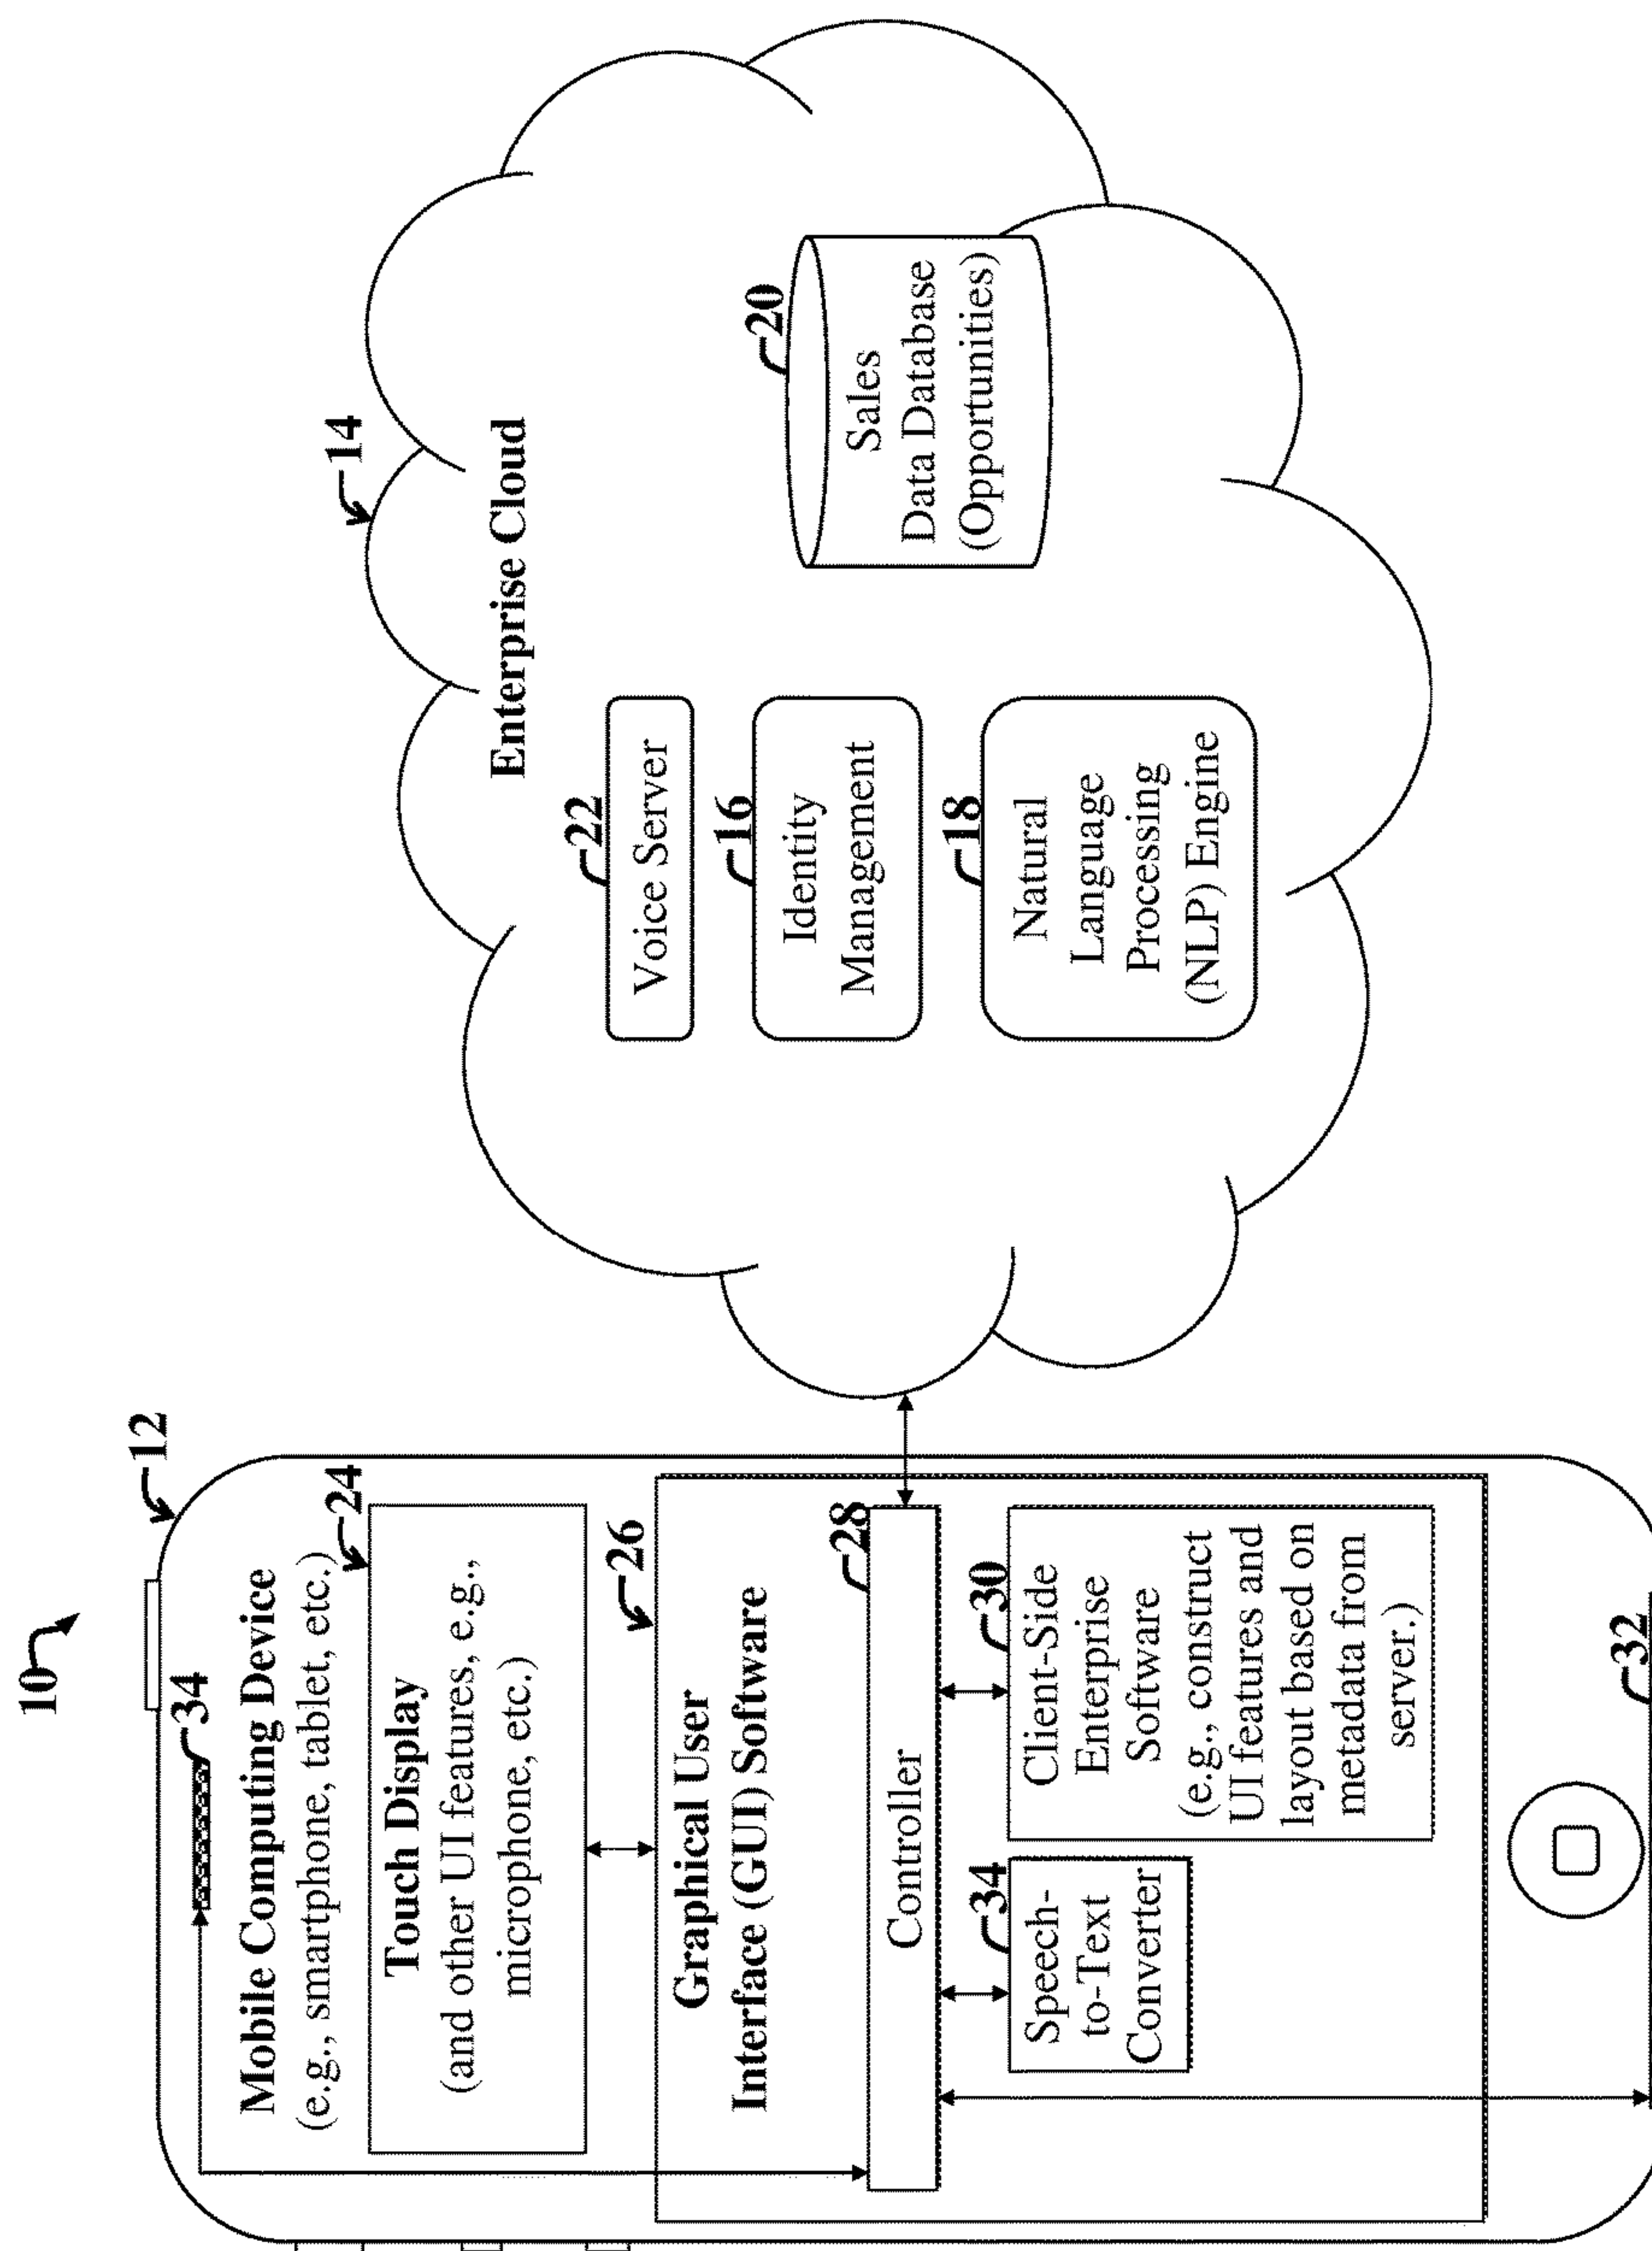 10
12
34
Mobile Computing Device
(e.g., smartphone, tablet, etc.)
24
Touch Display
(and other UI features, e.g.,
microphone, etc.)
26
Graphical User
Interface (GUI) Software
28
Controller
34
Speech-
to-Text
Converter
30
Client-Side
Enterprise
Software
(e.g., construct
UI features and
layout based on
metadata from
server.)
32
14
Enterprise Cloud
22
Voice Server
16
Identity
Management
18
Natural
Language
Processing
(NLP) Engine
20
Sales
Data Database
(Opportunities)